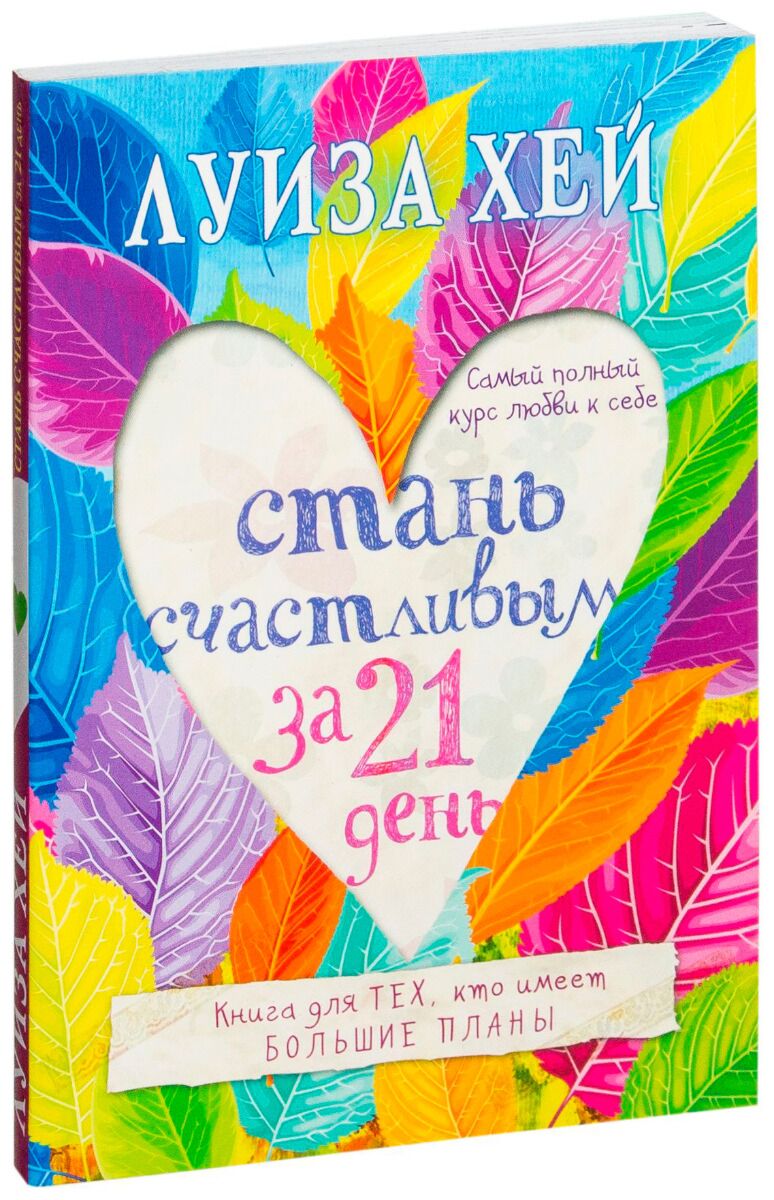 ЛУИЗА ХЕЙ
Самый полный
курс любви к себе
стань
счастливым
за 21
день
Книга для ТЕХ, кто имеет
БОЛЬШИЕ ПЛАНЫ
СТАНЬ СЧАСТЛИВЫМ ЗА 21 ДЕНЬ
ЛУИЗА ХЕЙ